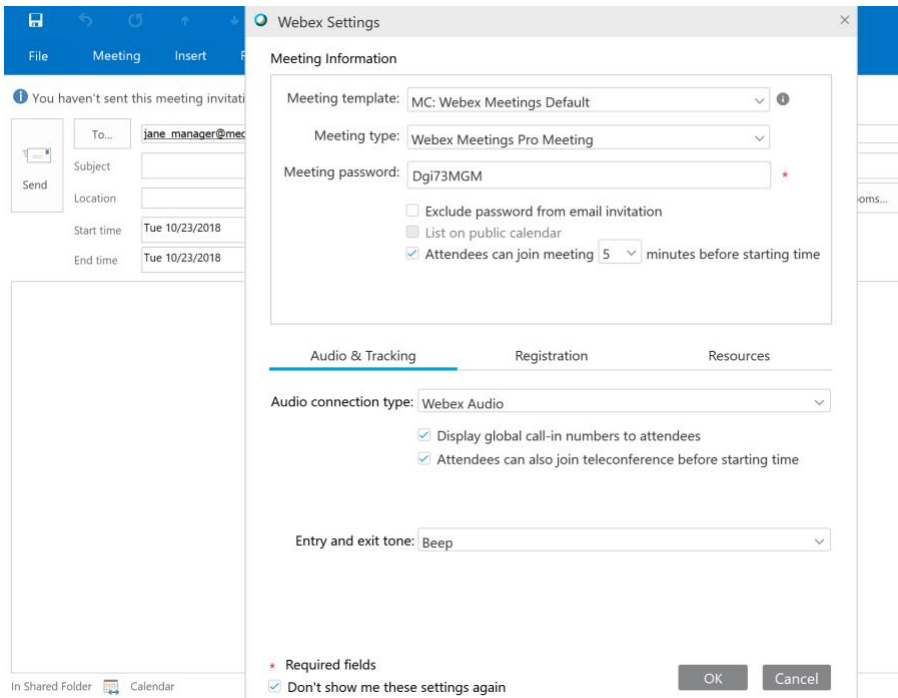 Webex Settings
File Meeting Insert
You haven't sent this meeting invitati
Send
To... jane_manager@med
Subject
Location
Start time Tue 10/23/2018
End time Tue 10/23/2018
ooms...
Meeting Information
Meeting template: MC: Webex Meetings Default
Meeting type: Webex Meetings Pro Meeting
Meeting password: Dgi73MGM *
Exclude password from email invitation
List on public calendar
Attendees can join meeting 5 minutes before starting time
Audio & Tracking Registration Resources
Audio connection type: Webex Audio
Display global call-in numbers to attendees
Attendees can also join teleconference before starting time
Entry and exit tone: Beep
* Required fields
Don't show me these settings again
OK Cancel
In Shared Folder Calendar